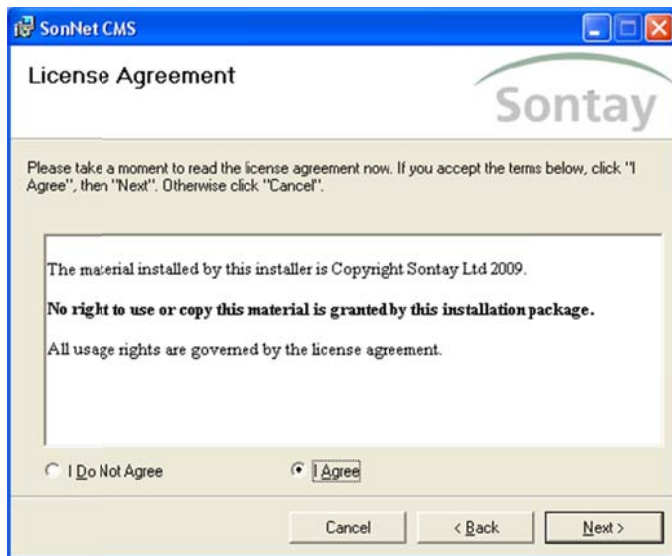 SonNet CMS
License Agreement
Sontay
Please take a moment to read the license agreement now. If you accept the terms below, click "I
Agree", then "Next". Otherwise click "Cancel".
The material installed by this installer is Copyright Sontay Ltd 2009.
No right to use or copy this material is granted by this installation package.
All usage rights are governed by the license agreement.
I Do Not Agree
I Agree
Cancel
< Back
Next >